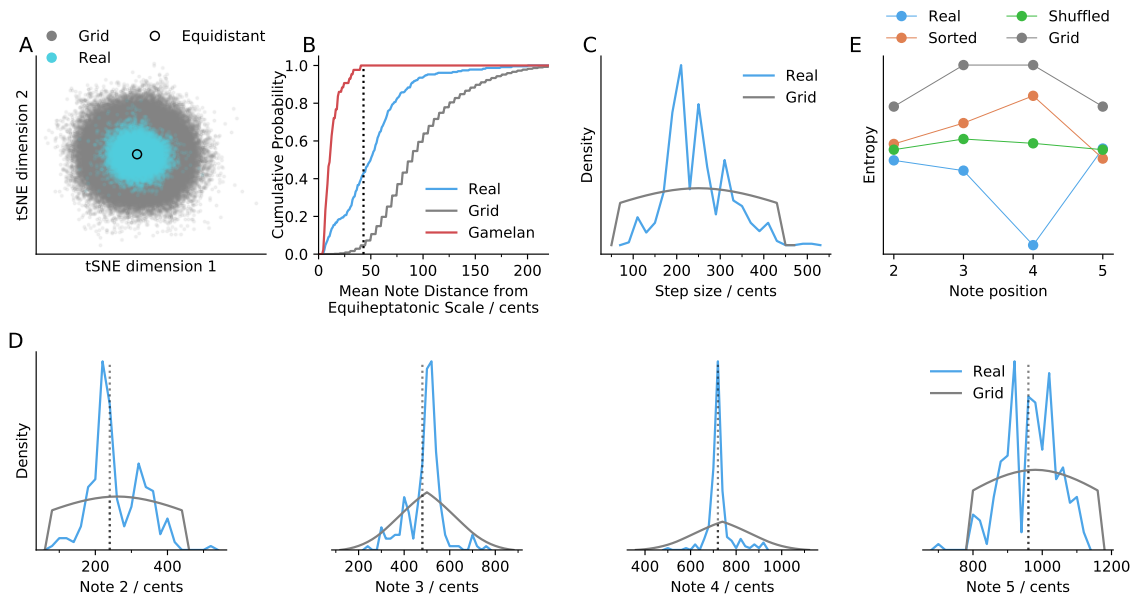 A
Grid
Equidistant
Real
tSNE dimension 2
tSNE dimension 1
B
Cumulative Probability
1.0
0.8
0.6
0.4
0.2
0.0
Real
Grid
Gamelan
0 50 100 150 200
Mean Note Distance from
Equiheptatonic Scale / cents
C
Density
Real
Grid
100 200 300 400 500
Step size / cents
E
Real
Sorted
Shuffled
Grid
Entropy
2 3 4 5
Note position
D
Density
200 400
Note 2 / cents
200 400 600 800
Note 3 / cents
400 600 800 1000
Note 4 / cents
Real
Grid
800 1000 1200
Note 5 / cents